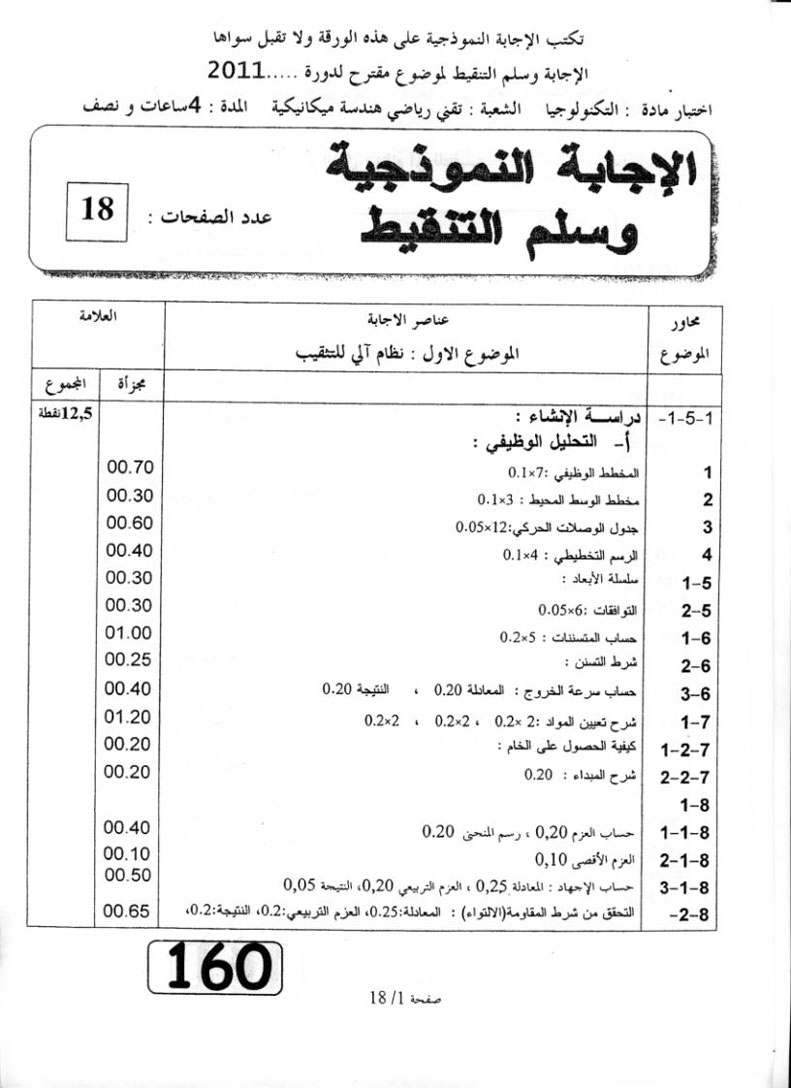 تكتب الإجابة النموذجية على هذه الورقة ولا تقبل سواها
الإجابة وسلم التنقيط لموضوع مقترح لدورة .....2011
اختبار مادة : التكنولوجيا الشعبة : تقني رياضي هندسة ميكانيكية المدة : 4ساعات و نصف
الإجابة النموذجية
وسلم التنقيط
عدد الصفحات : 18
محاور الموضوع عناصر الاجابة العلامة
الموضوع الاول : نظام آلي للتثقيب
مجزأة المجموع
1-5-1- دراسة الإنشاء : 12,5نقطة
أ- التحليل الوظيفي :
1 المخطط الوظيفي :7×0.1 00.70
2 مخطط الوسط المحيط : 3×0.1 00.30
3 جدول الوصلات الحركي:12×0.05 00.60
4 الرسم التخطيطي : 4×0.1 00.40
1-5 سلسلة الأبعاد : 00.30
2-5 التوافقات :6×0.05 00.30
1-6 حساب المتسننات : 5×0.2 01.00
2-6 شرط التسنن : 00.25
3-6 حساب سرعة الخروج : المعادلة 0.20 ، النتيجة 0.20 00.40
1-7 شرح تعيين المواد :2 ×0.2 ، 2×0.2 ، 2×0.2 01.20
1-2-7 كيفية الحصول على الخام : 00.20
2-2-7 شرح المبداء : 0.20 00.20
1-8
1-1-8 حساب العزم 0,20 ، رسم المنحنى 0.20 00.40
2-1-8 العزم الأقصى 0,10 00.10
3-1-8 حساب الإجهاد : المعادلة 0,25 ، العزم التربيعي 0,20، النتيجة 0,05 00.50
2-8- التحقق من شرط المقاومة(الالتواء) : المعادلة:0.25، العزم التربيعي:0.2، النتيجة:0.2، 00.65
160
صفحة 1/ 18